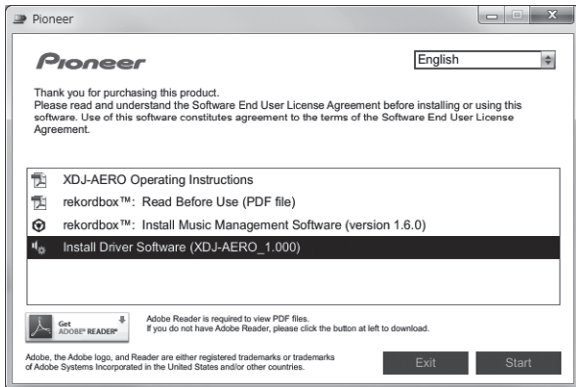 Pioneer
Pioneer
English
Thank you for purchasing this product.
Please read and understand the Software End User License Agreement before installing or using this
software. Use of this software constitutes agreement to the terms of the Software End User License
Agreement.
XDJ-AERO Operating Instructions
rekordbox™: Read Before Use (PDF file)
rekordbox™: Install Music Management Software (version 1.6.0)
Install Driver Software (XDJ-AERO_1.000)
Get
ADOBE® READER®
Adobe Reader is required to view PDF files.
If you do not have Adobe Reader, please click the button at left to download.
Adobe, the Adobe logo, and Reader are either registered trademarks or trademarks
of Adobe Systems Incorporated in the United States and/or other countries.
Exit
Start